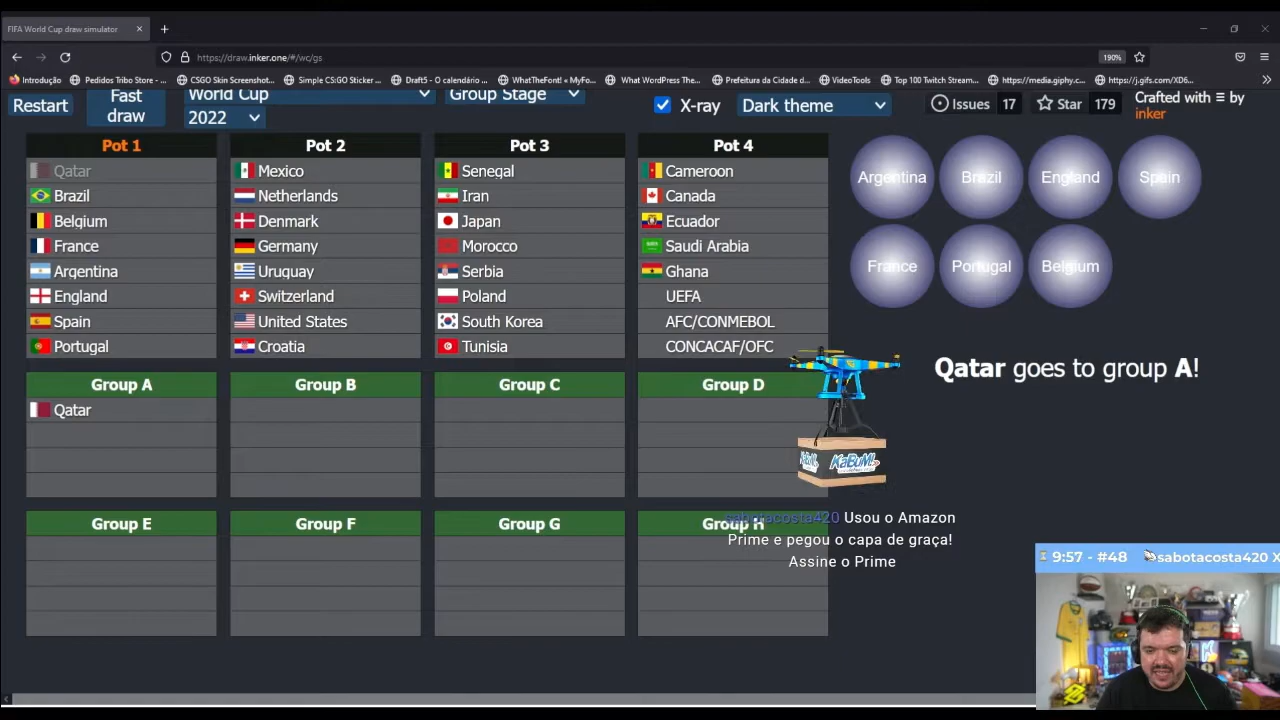 FIFA World Cup draw simulator
https://draw.inker.one/#/wc/gs
190%
Introdução
Pedidos Tribo Store - ...
CSGO Skin Screenshot...
Simple CS:GO Sticker ...
Draft5 - O calendário ...
WhatTheFont! « MyFo...
What WordPress The...
Prefeitura da Cidade d...
VideoTools
Top 100 Twitch Stream...
https://media.giphy.c...
https://j.gifs.com/XD6...
Restart
Fast
draw
World Cup
2022
Group Stage
X-ray
Dark theme
Issues 17
Star 179
Crafted with ☰ by
inker
Pot 1
Qatar
Brazil
Belgium
France
Argentina
England
Spain
Portugal
Pot 2
Mexico
Netherlands
Denmark
Germany
Uruguay
Switzerland
United States
Croatia
Pot 3
Senegal
Iran
Japan
Morocco
Serbia
Poland
South Korea
Tunisia
Pot 4
Cameroon
Canada
Ecuador
Saudi Arabia
Ghana
UEFA
AFC/CONMEBOL
CONCACAF/OFC
Argentina Brazil England Spain
France Portugal Belgium
Qatar goes to group A!
Group A
Qatar
Group B
Group C
Group D
Group E
Group F
Group G
Group H
KaBuM!
sabotacosta420 Usou o Amazon
Prime e pegou o capa de graça!
Assine o Prime
9:57 - #48
sabotacosta420 X